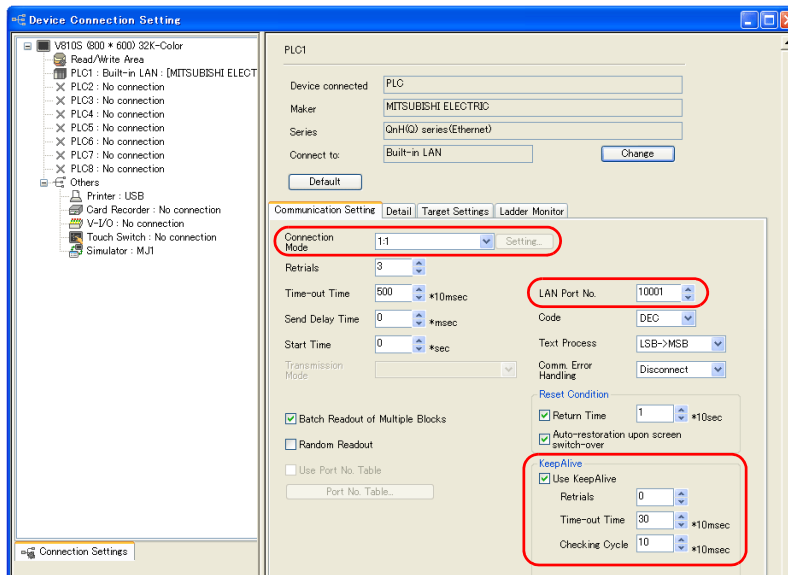 Device Connection Setting
V810S (800 * 600) 32K-Color
Read/Write Area
PLC1 : Built-in LAN : [MITSUBISHI ELECT
PLC2 : No connection
PLC3 : No connection
PLC4 : No connection
PLC5 : No connection
PLC6 : No connection
PLC7 : No connection
PLC8 : No connection
Others
Printer : USB
Card Recorder : No connection
V-I/O : No connection
Touch Switch : No connection
Simulator : MJ1
Connection Settings
PLC1
Device connected PLC
Maker MITSUBISHI ELECTRIC
Series QnH(Q) series(Ethernet)
Connect to: Built-in LAN Change
Default
Communication Setting Detail Target Settings Ladder Monitor
Connection Mode 1:1 Setting...
Retrials 3
Time-out Time 500 *10msec
Send Delay Time 0 *msec
Start Time 0 *sec
Transmission Mode
Batch Readout of Multiple Blocks
Random Readout
Use Port No. Table
Port No. Table..
LAN Port No. 10001
Code DEC
Text Process LSB->MSB
Comm. Error Handling Disconnect
Reset Condition
Return Time 1 *10sec
Auto-restoration upon screen
switch-over
KeepAlive
Use KeepAlive
Retrials 0
Time-out Time 30 *10msec
Checking Cycle 10 *10msec